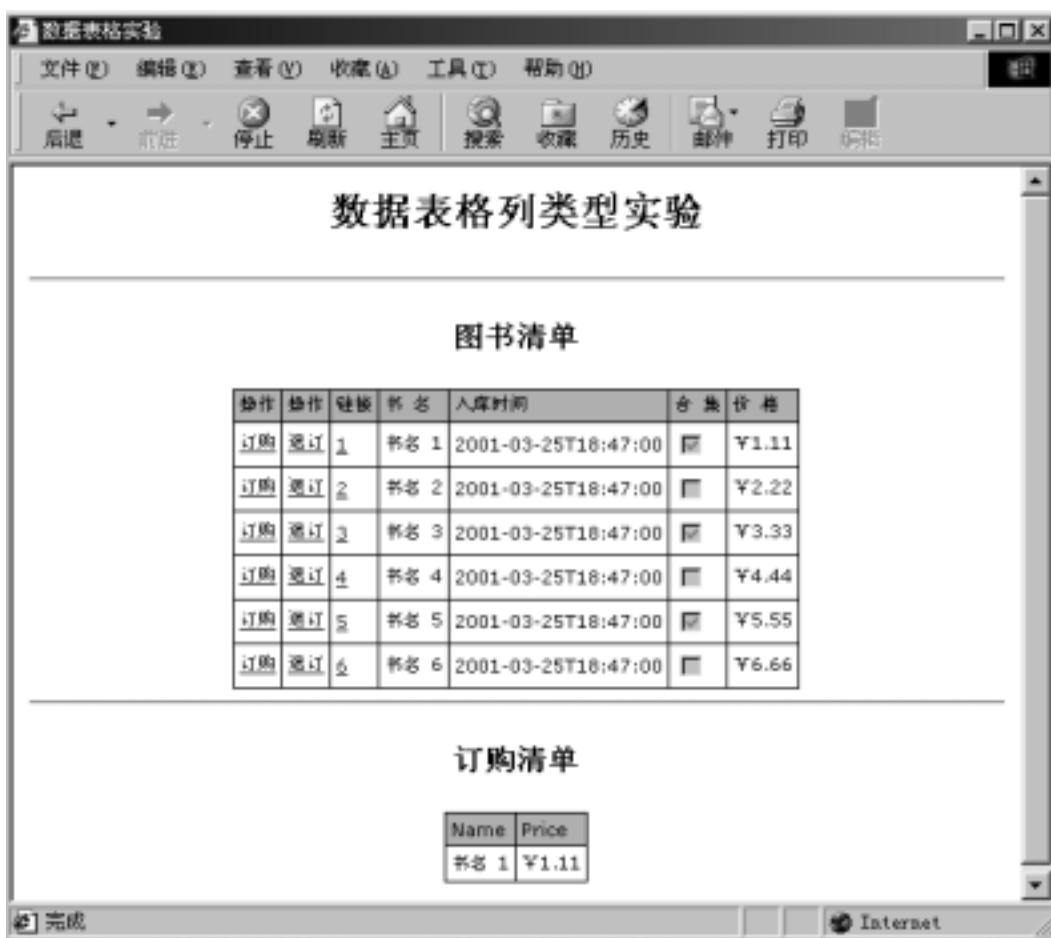 数据表格实验
文件(F) 编辑(E) 查看(V) 收藏(A) 工具(T) 帮助(H)
后退 前进 停止 刷新 主页 搜索 收藏 历史 邮件 打印 编辑
数据表格列类型实验
图书清单
操作 操作 链接 书 名 入库时间 合 集 价 格
订购 退订 1 书名 1 2001-03-25T18:47:00 ¥1.11
订购 退订 2 书名 2 2001-03-25T18:47:00 ¥2.22
订购 退订 3 书名 3 2001-03-25T18:47:00 ¥3.33
订购 退订 4 书名 4 2001-03-25T18:47:00 ¥4.44
订购 退订 5 书名 5 2001-03-25T18:47:00 ¥5.55
订购 退订 6 书名 6 2001-03-25T18:47:00 ¥6.66
订购清单
Name Price
书名 1 ¥1.11
完成 Internet